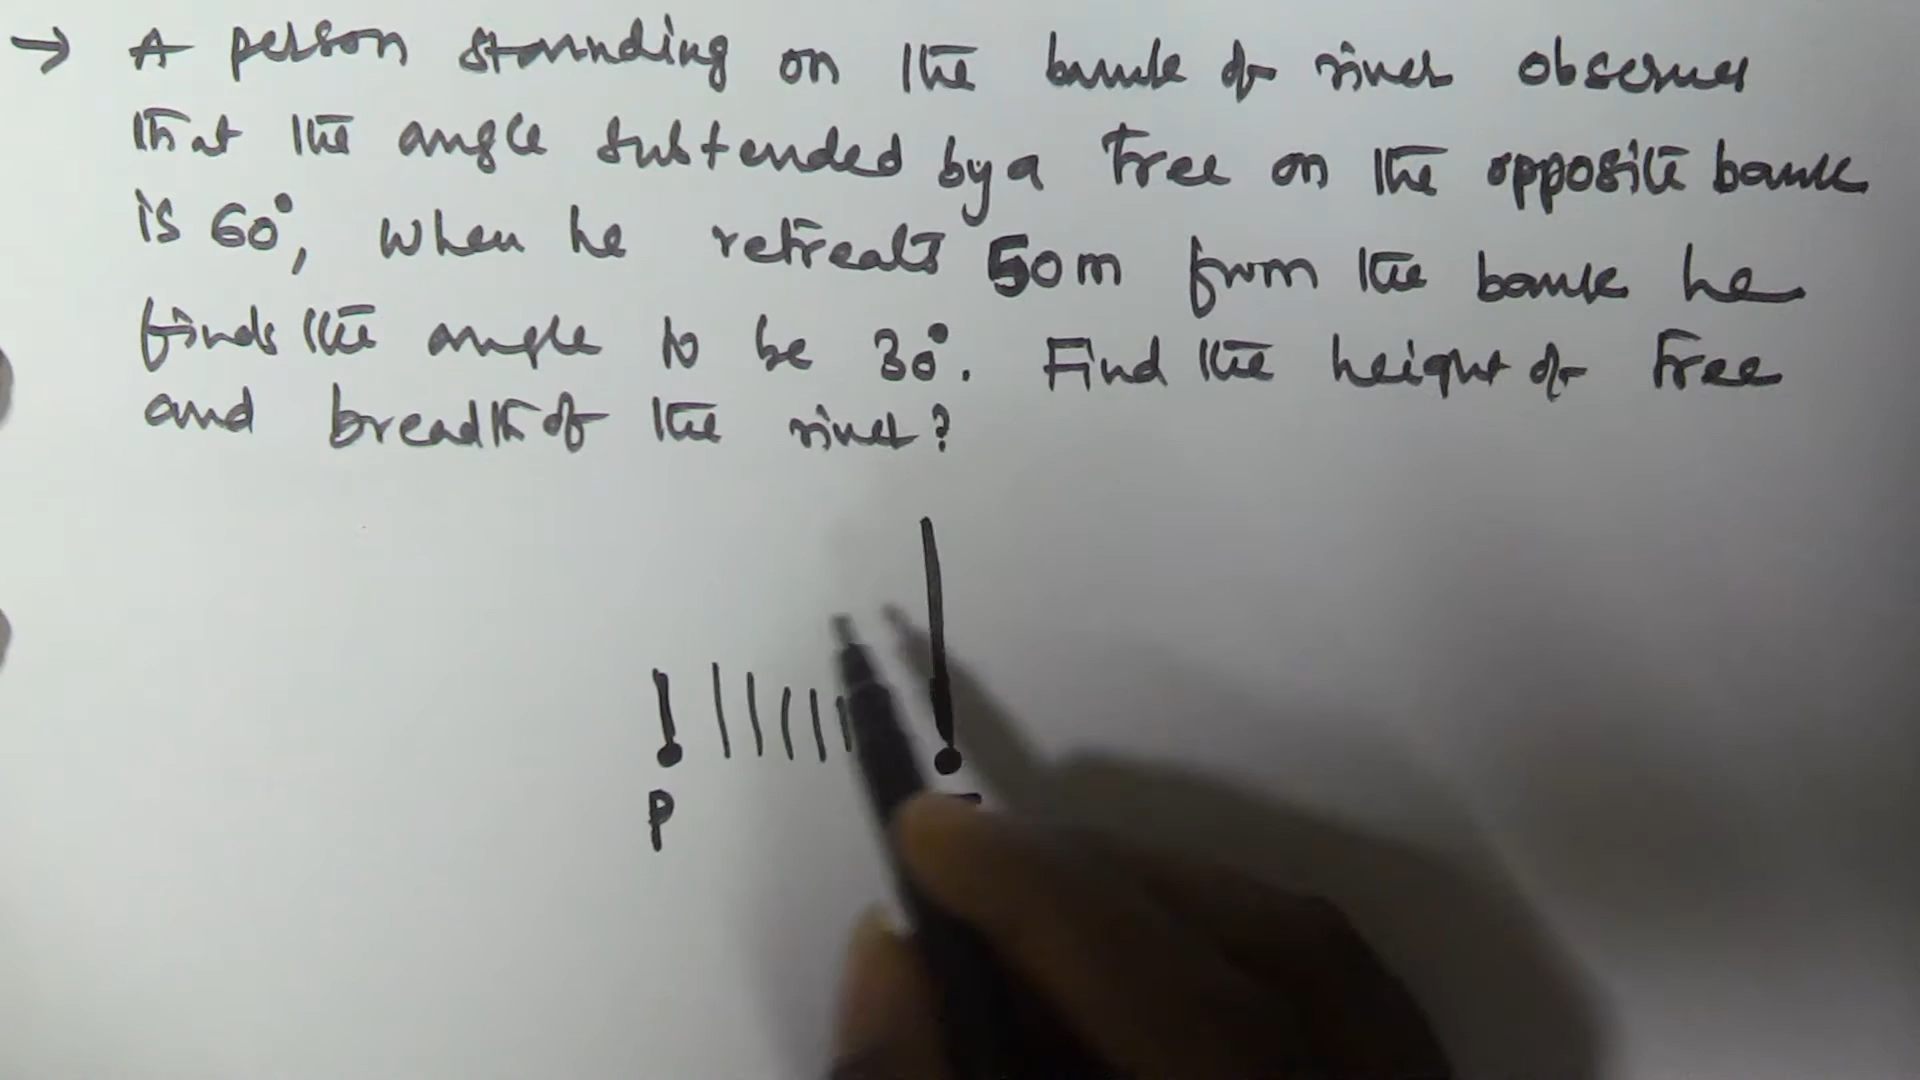 → A person stannding on the bank of river observes
that the angle subtended by a tree on the opposite bank
is 60°, when he retreats 50m from the bank he
finds the angle to be 30°. Find the height of tree
and breadth of the river?
P